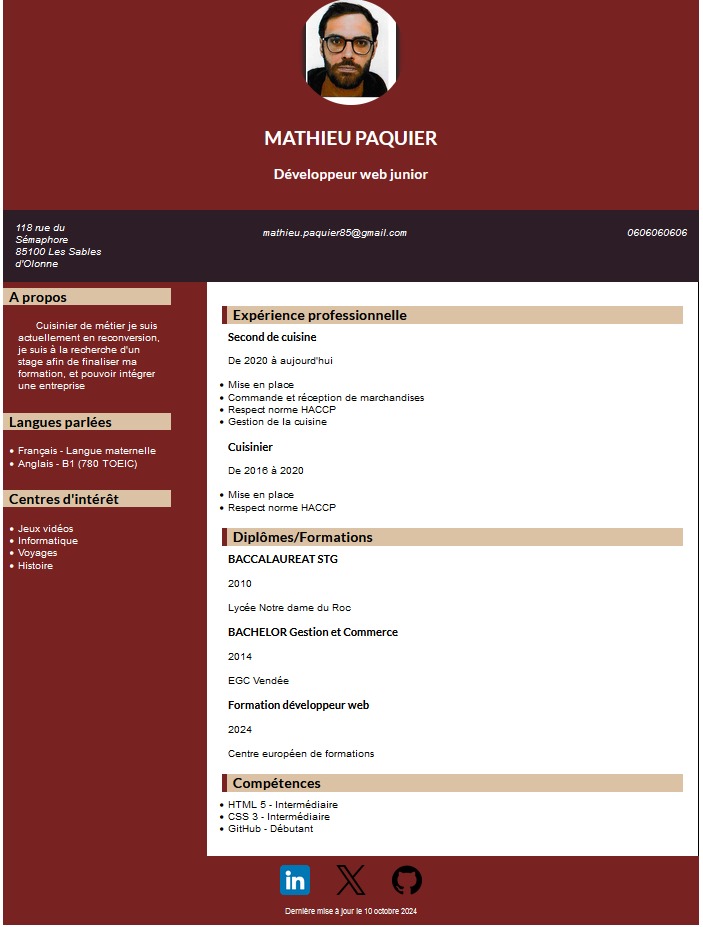 MATHIEU PAQUIER
Développeur web junior
118 rue du
Sémaphore
85100 Les Sables
d'Olonne
mathieu.paquier85@gmail.com
0606060606
A propos
Cuisinier de métier je suis
actuellement en reconversion,
je suis à la recherche d'un
stage afin de finaliser ma
formation, et pouvoir intégrer
une entreprise
Langues parlées
Français - Langue maternelle
Anglais - B1 (780 TOEIC)
Centres d'intérêt
Jeux vidéos
Informatique
Voyages
Histoire
Expérience professionnelle
Second de cuisine
De 2020 à aujourd'hui
Mise en place
Commande et réception de marchandises
Respect norme HACCP
Gestion de la cuisine
Cuisinier
De 2016 à 2020
Mise en place
Respect norme HACCP
Diplômes/Formations
BACCALAUREAT STG
2010
Lycée Notre dame du Roc
BACHELOR Gestion et Commerce
2014
EGC Vendée
Formation développeur web
2024
Centre européen de formations
Compétences
HTML 5 - Intermédiaire
CSS 3 - Intermédiaire
GitHub - Débutant
in
X
Dernière mise à jour le 10 octobre 2024